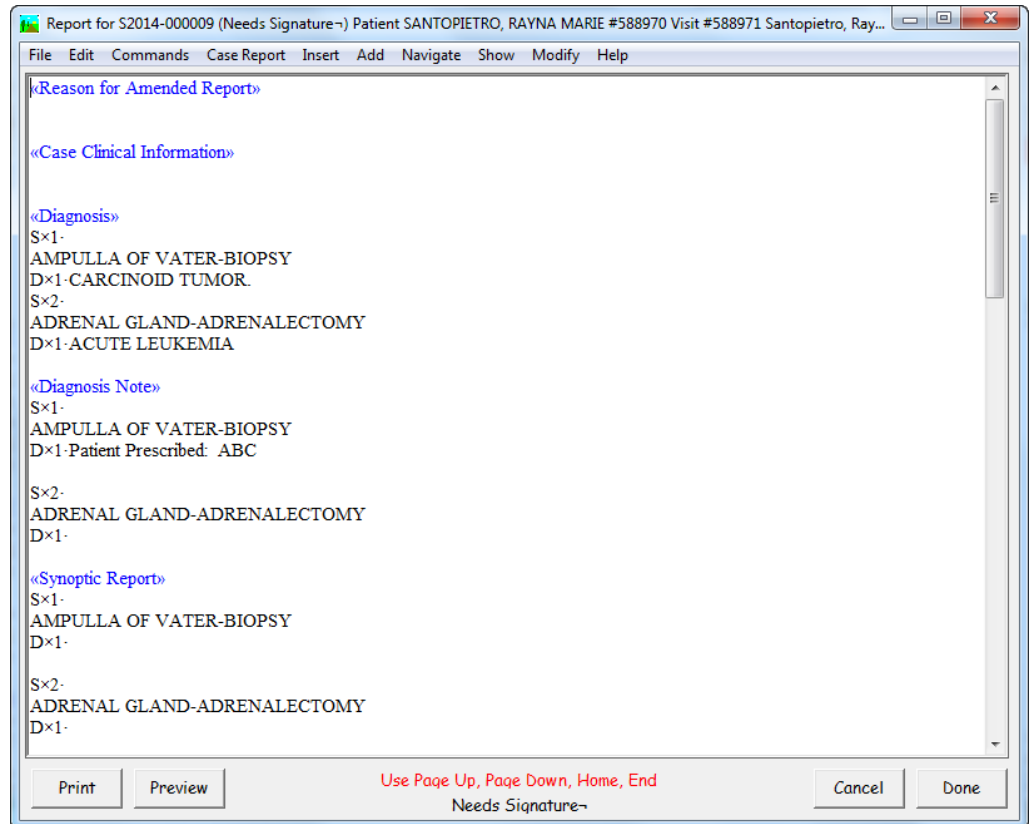 Report for S2014-000009 (Needs Signature¬) Patient SANTOPIETRO, RAYNA MARIE #588970 Visit #588971 Santopietro, Ray...
File Edit Commands Case Report Insert Add Navigate Show Modify Help
«Reason for Amended Report»
«Case Clinical Information»
«Diagnosis»
S×1·
AMPULLA OF VATER-BIOPSY
D×1·CARCINOID TUMOR.
S×2·
ADRENAL GLAND-ADRENALECTOMY
D×1·ACUTE LEUKEMIA
«Diagnosis Note»
S×1·
AMPULLA OF VATER-BIOPSY
D×1·Patient Prescribed:  ABC
S×2·
ADRENAL GLAND-ADRENALECTOMY
D×1·
«Synoptic Report»
S×1·
AMPULLA OF VATER-BIOPSY
D×1·
S×2·
ADRENAL GLAND-ADRENALECTOMY
D×1·
Print Preview Use Page Up, Page Down, Home, End Cancel Done
Needs Signature¬